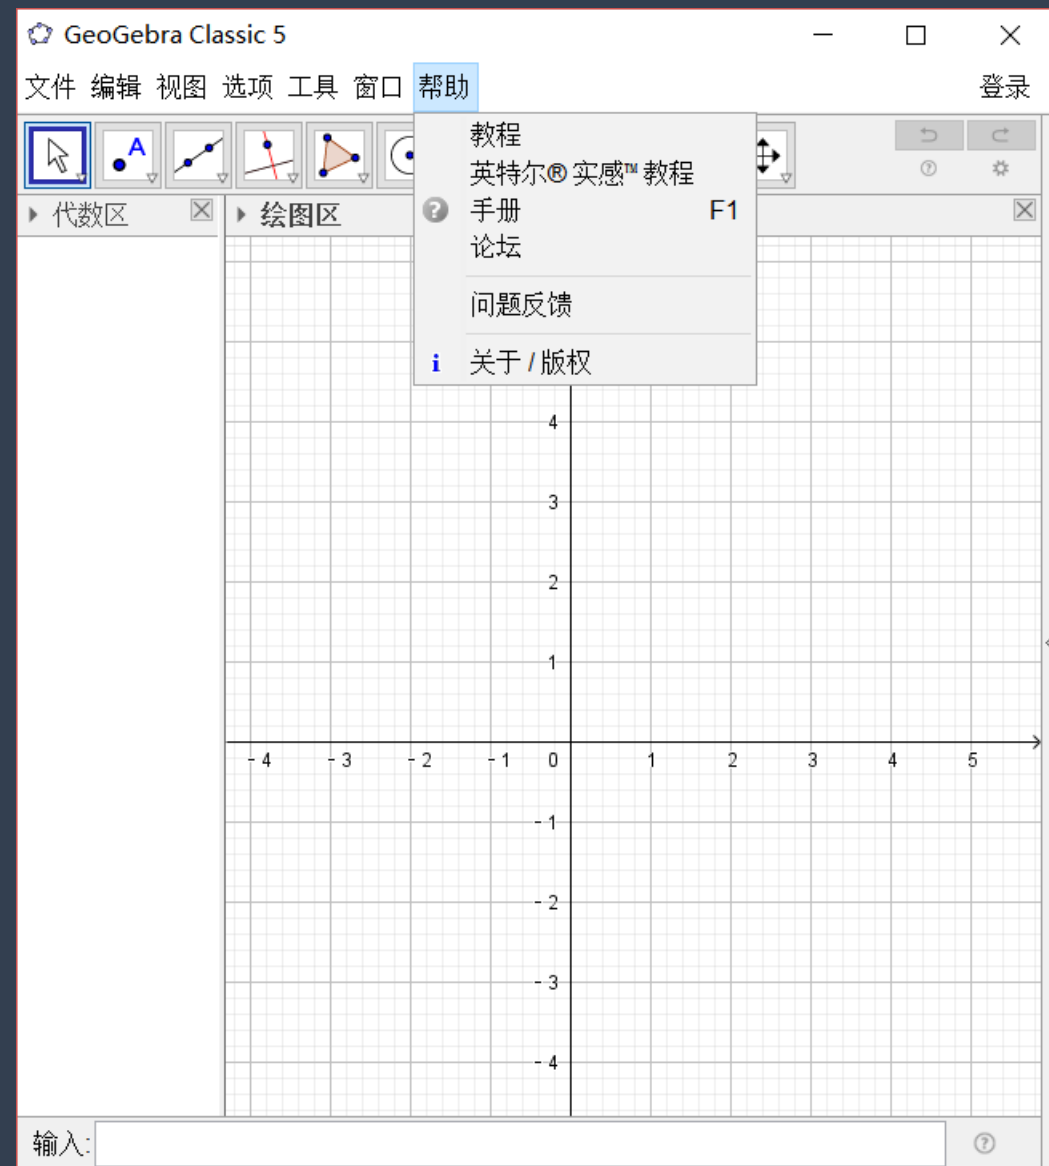 GeoGebra Classic 5
文件 编辑 视图 选项 工具 窗口 帮助 登录
A
教程
英特尔® 实感™ 教程
手册 F1
论坛
问题反馈
关于 / 版权
代数区
绘图区
4
3
2
1
- 4 - 3 - 2 - 1 0 1 2 3 4 5
- 1
- 2
- 3
- 4
输入: